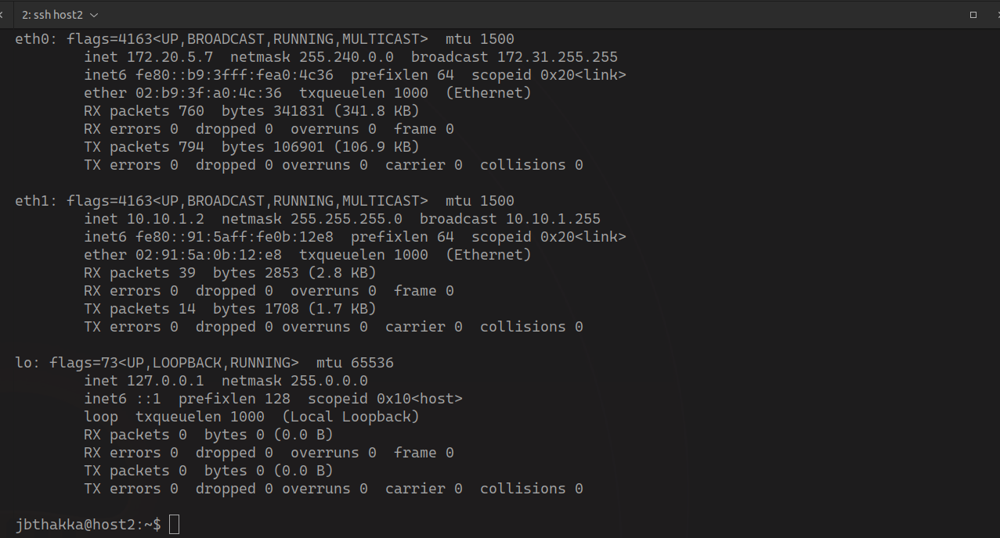 2: ssh host2
eth0: flags=4163<UP,BROADCAST,RUNNING,MULTICAST>  mtu 1500
        inet 172.20.5.7  netmask 255.240.0.0  broadcast 172.31.255.255
        inet6 fe80::b9:3fff:fea0:4c36  prefixlen 64  scopeid 0x20<link>
        ether 02:b9:3f:a0:4c:36  txqueuelen 1000  (Ethernet)
        RX packets 760  bytes 341831 (341.8 KB)
        RX errors 0  dropped 0  overruns 0  frame 0
        TX packets 794  bytes 106901 (106.9 KB)
        TX errors 0  dropped 0 overruns 0  carrier 0  collisions 0

eth1: flags=4163<UP,BROADCAST,RUNNING,MULTICAST>  mtu 1500
        inet 10.10.1.2  netmask 255.255.255.0  broadcast 10.10.1.255
        inet6 fe80::91:5aff:fe0b:12e8  prefixlen 64  scopeid 0x20<link>
        ether 02:91:5a:0b:12:e8  txqueuelen 1000  (Ethernet)
        RX packets 39  bytes 2853 (2.8 KB)
        RX errors 0  dropped 0  overruns 0  frame 0
        TX packets 14  bytes 1708 (1.7 KB)
        TX errors 0  dropped 0 overruns 0  carrier 0  collisions 0

lo: flags=73<UP,LOOPBACK,RUNNING>  mtu 65536
        inet 127.0.0.1  netmask 255.0.0.0
        inet6 ::1  prefixlen 128  scopeid 0x10<host>
        loop  txqueuelen 1000  (Local Loopback)
        RX packets 0  bytes 0 (0.0 B)
        RX errors 0  dropped 0  overruns 0  frame 0
        TX packets 0  bytes 0 (0.0 B)
        TX errors 0  dropped 0 overruns 0  carrier 0  collisions 0

jbthakka@host2:~$